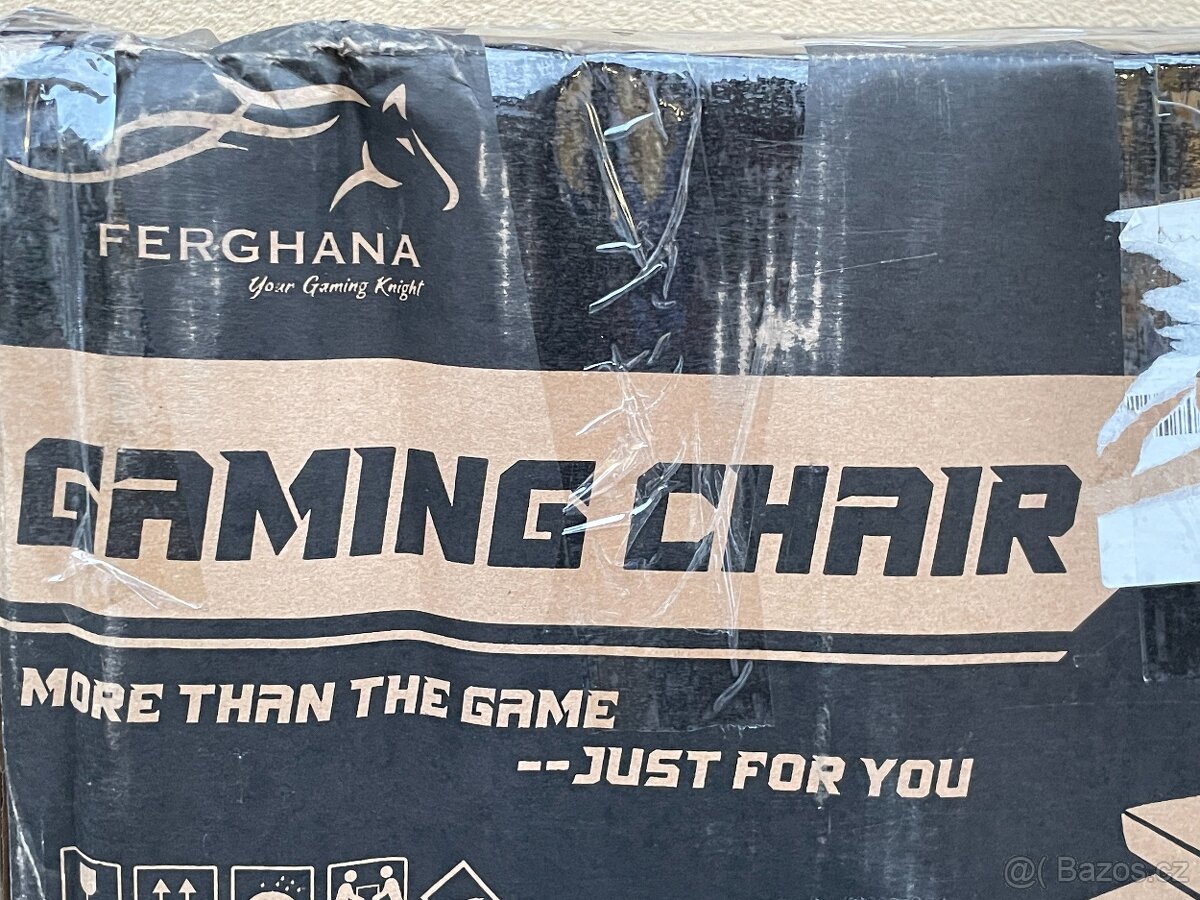 FERGHANA
Your Gaming Knight
GAMING CHAIR
MORE THAN THE GAME
--JUST FOR YOU
@( Bazos.cz